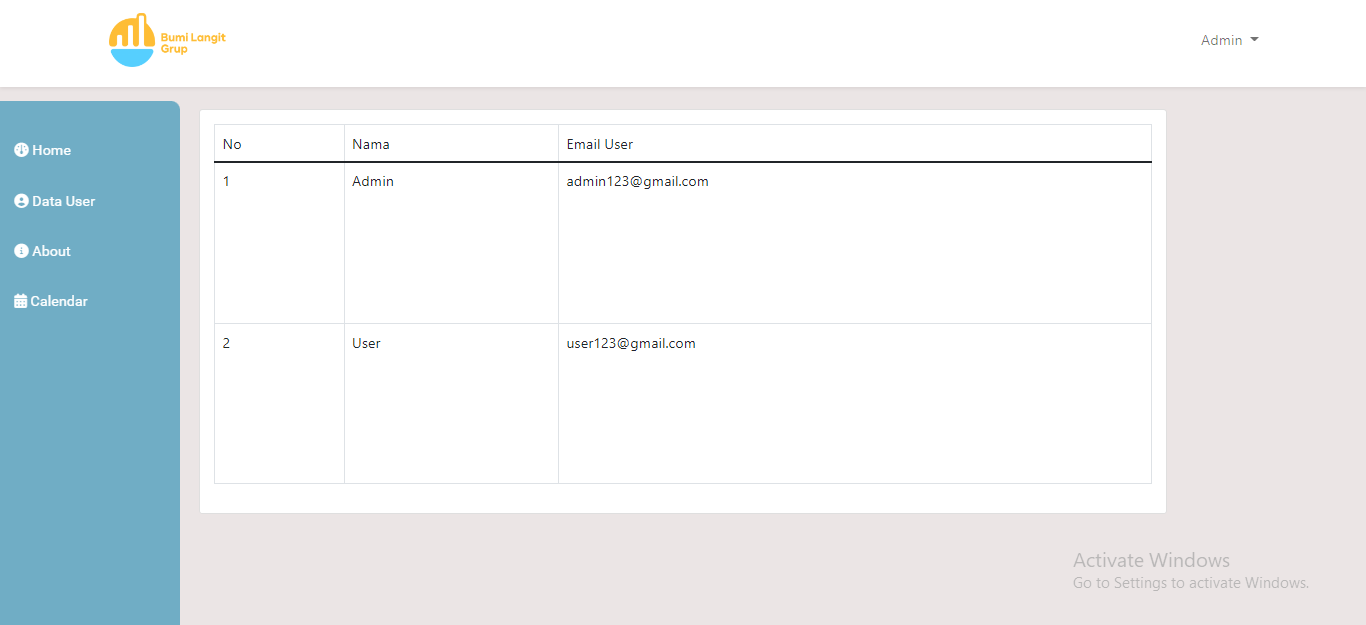 Bumi Langit
Grup
Admin
Home
Data User
About
Calendar
No Nama Email User
1 Admin admin123@gmail.com
2 User user123@gmail.com
Activate Windows
Go to Settings to activate Windows.